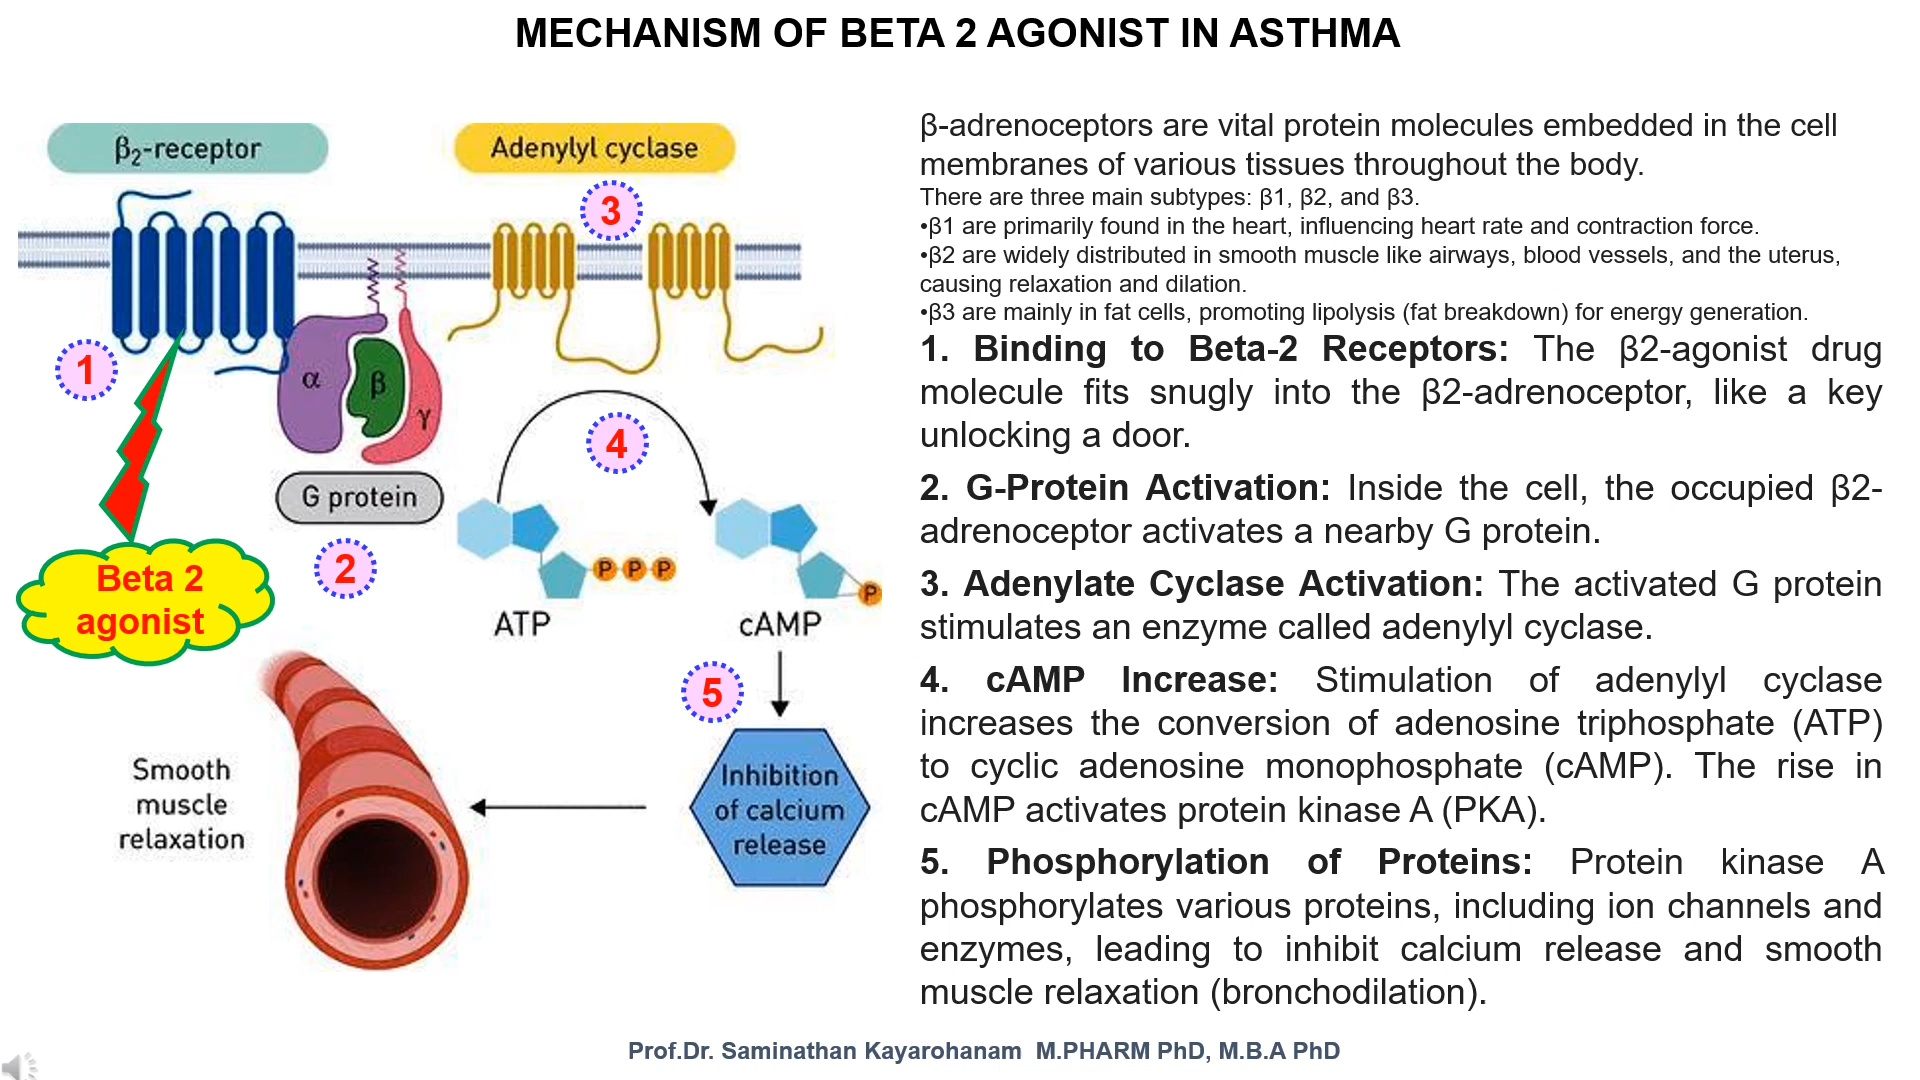 MECHANISM OF BETA 2 AGONIST IN ASTHMA
β₂-receptor
Adenylyl cyclase
3
1
α
β
γ
4
G protein
2
Beta 2
agonist
P P P
P
ATP
cAMP
5
Smooth
muscle
relaxation
Inhibition
of calcium
release
β-adrenoceptors are vital protein molecules embedded in the cell
membranes of various tissues throughout the body.
There are three main subtypes: β1, β2, and β3.
•β1 are primarily found in the heart, influencing heart rate and contraction force.
•β2 are widely distributed in smooth muscle like airways, blood vessels, and the uterus,
causing relaxation and dilation.
•β3 are mainly in fat cells, promoting lipolysis (fat breakdown) for energy generation.
1. Binding to Beta-2 Receptors: The β2-agonist drug
molecule fits snugly into the β2-adrenoceptor, like a key
unlocking a door.
2. G-Protein Activation: Inside the cell, the occupied β2-
adrenoceptor activates a nearby G protein.
3. Adenylate Cyclase Activation: The activated G protein
stimulates an enzyme called adenylyl cyclase.
4. cAMP Increase: Stimulation of adenylyl cyclase
increases the conversion of adenosine triphosphate (ATP)
to cyclic adenosine monophosphate (cAMP). The rise in
cAMP activates protein kinase A (PKA).
5. Phosphorylation of Proteins: Protein kinase A
phosphorylates various proteins, including ion channels and
enzymes, leading to inhibit calcium release and smooth
muscle relaxation (bronchodilation).
Prof.Dr. Saminathan Kayarohanam M.PHARM PhD, M.B.A PhD